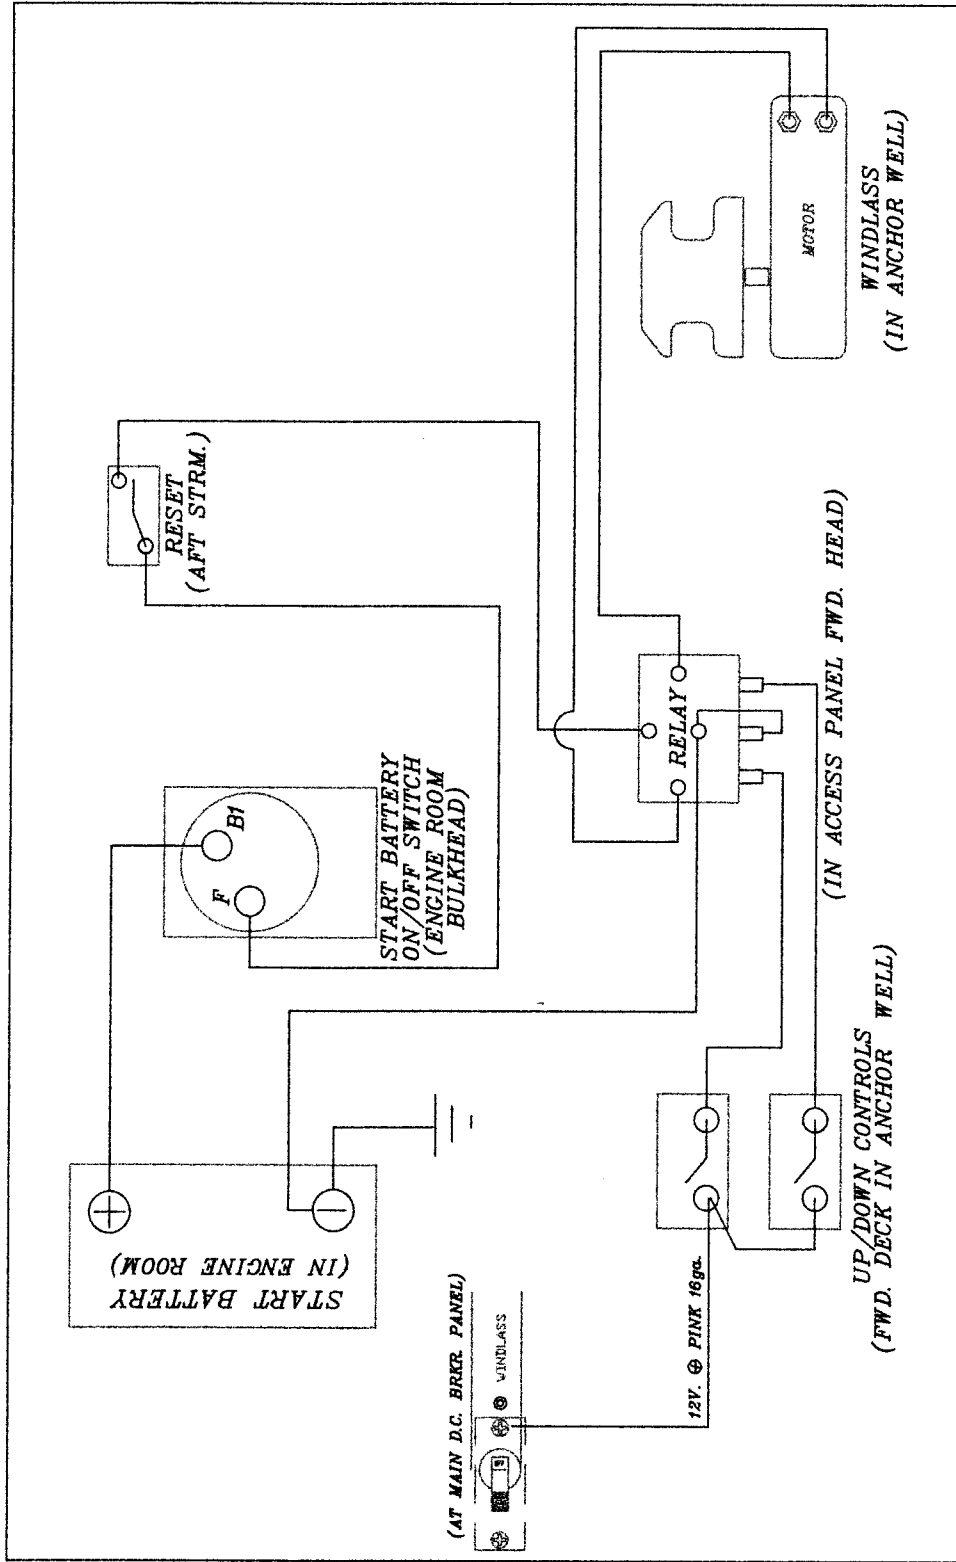 START BATTERY
(IN ENGINE ROOM)
F
B1
START BATTERY
ON/OFF SWITCH
(ENGINE ROOM
BULKHEAD)
RESET
(AFT STRM.)
(AT MAIN D.C. BRKR. PANEL)
WINDLASS
12V. ⊕ PINK 16ga.
UP/DOWN CONTROLS
(FWD. DECK IN ANCHOR WELL)
RELAY
(IN ACCESS PANEL FWD. HEAD)
MOTOR
WINDLASS
(IN ANCHOR WELL)